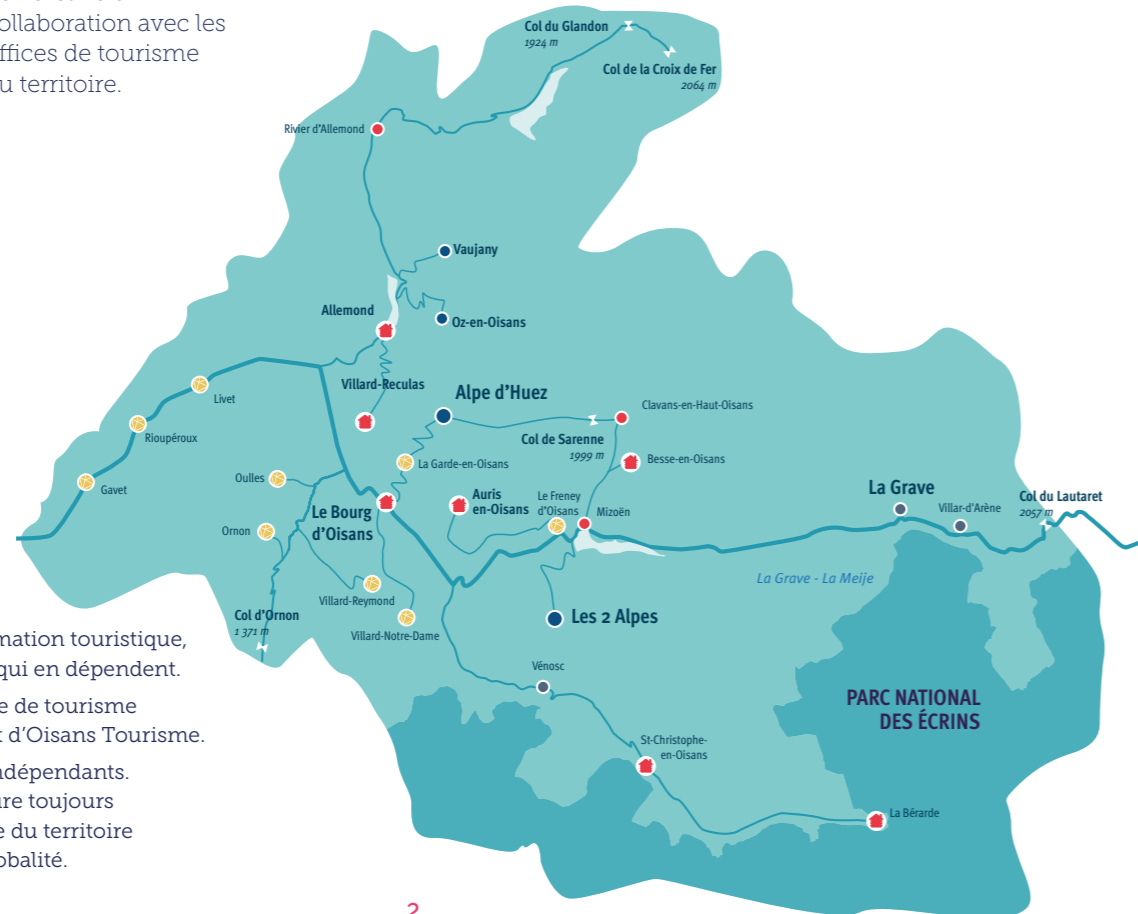 ollaboration avec les
ffices de tourisme
u territoire.
Col du Glandon
1924 m
Col de la Croix de Fer
2064 m
Rivier d'Allemond
Vaujany
Allemond
Oz-en-Oisans
Villard-Reculas
Livet
Alpe d'Huez
Clavans-en-Haut-Oisans
Rioupéroux
Col de Sarenne
1999 m
La Garde-en-Oisans
Besse-en-Oisans
Oulles
Gavet
Auris
en-Oisans
Le Freney
d'Oisans
Mizoën
La Grave
Villar-d'Arène
Col du Lautaret
2057 m
Le Bourg
d'Oisans
Ornon
La Grave - La Meije
Villard-Reymond
Col d'Ornon
1 371 m
Villard-Notre-Dame
Les 2 Alpes
Vénosc
PARC NATIONAL
DES ÉCRINS
St-Christophe-
en-Oisans
La Bérarde
mation touristique,
qui en dépendent.
e de tourisme
t d'Oisans Tourisme.
ndépendants.
ure toujours
e du territoire
obalité.
2